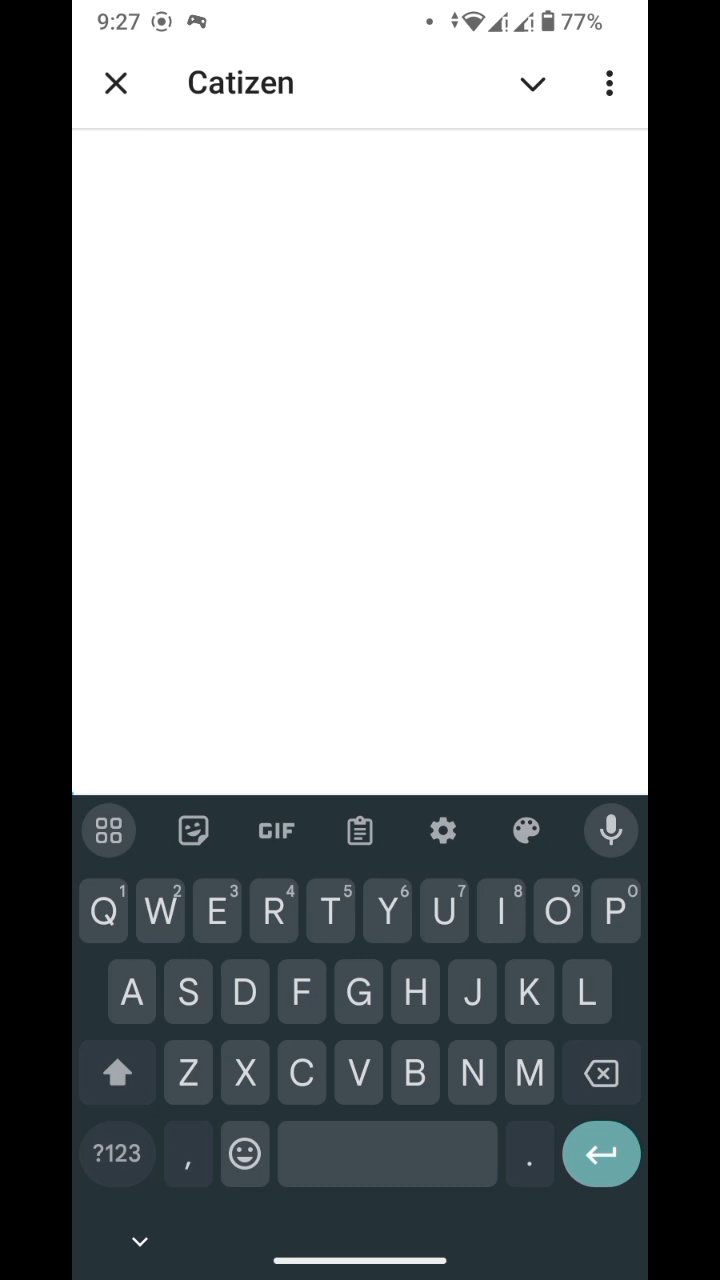 9:27 77%
Catizen
GIF
Q1 W2 E3 R4 T5 Y6 U7 I8 O9 P0
A S D F G H J K L
Z X C V B N M
?123 , .